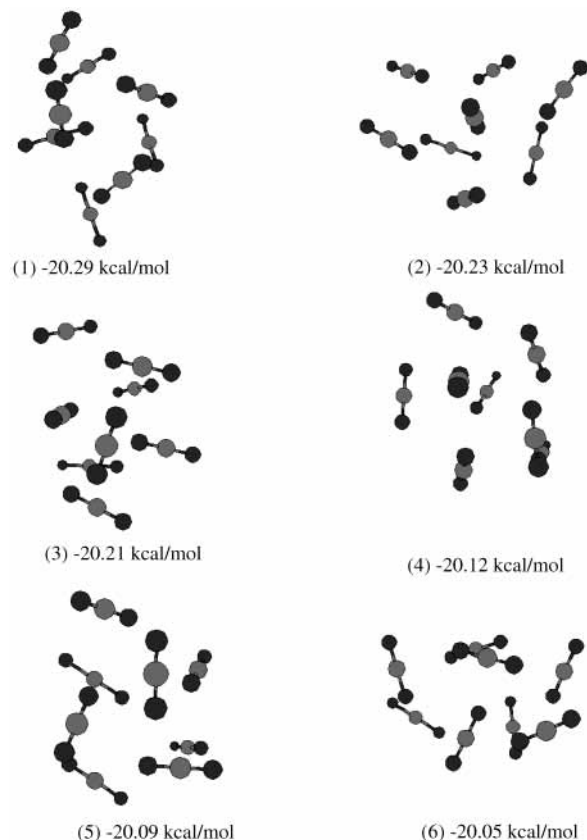 (1) -20.29 kcal/mol
(2) -20.23 kcal/mol
(3) -20.21 kcal/mol
(4) -20.12 kcal/mol
(5) -20.09 kcal/mol
(6) -20.05 kcal/mol